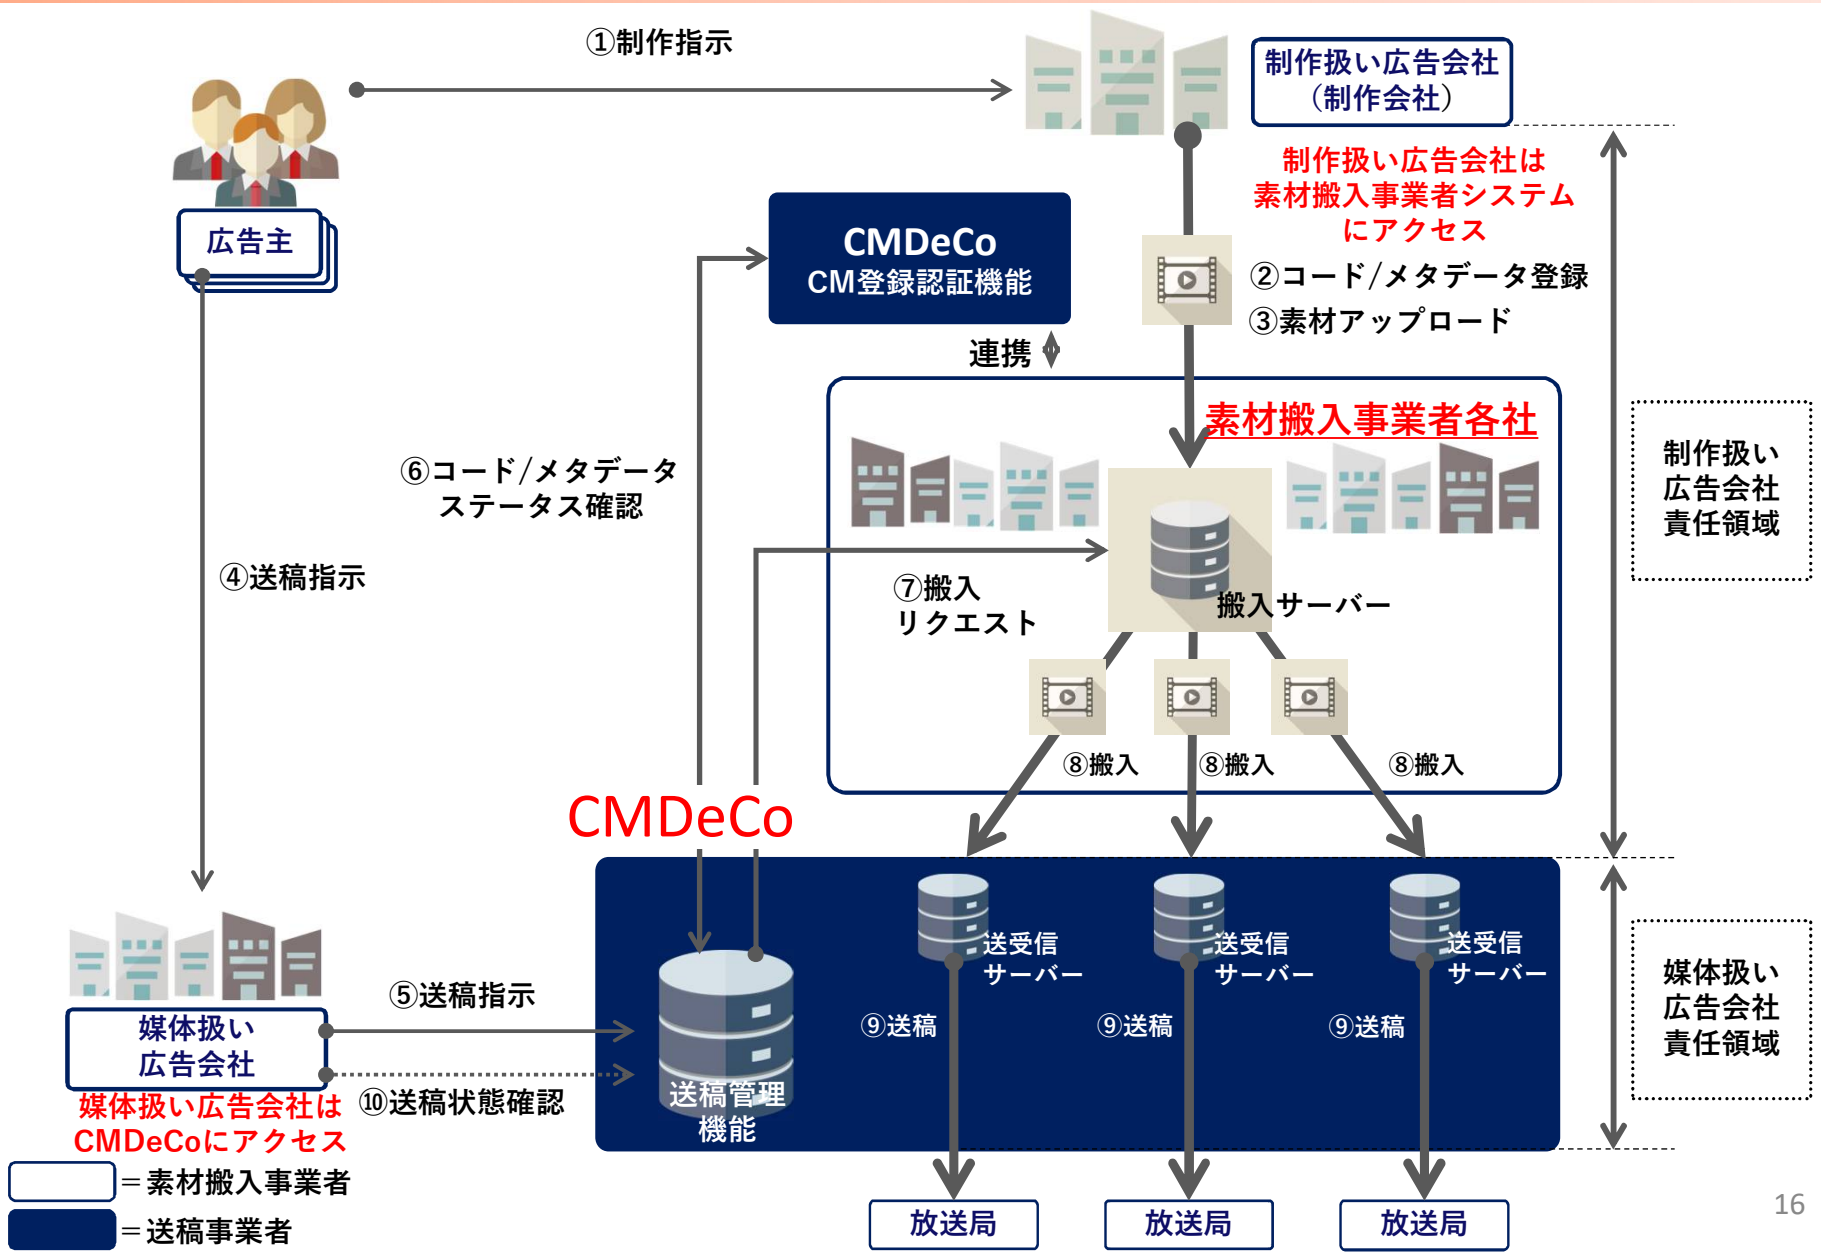 ①制作指示
制作扱い広告会社
（制作会社）
広告主
制作扱い広告会社は
素材搬入事業者システム
にアクセス
CMDeCo
CM登録認証機能
②コード/メタデータ登録
③素材アップロード
連携
素材搬入事業者各社
⑥コード/メタデータ
ステータス確認
制作扱い
広告会社
責任領域
④送稿指示
⑦搬入
リクエスト
搬入サーバー
⑧搬入
⑧搬入
⑧搬入
CMDeCo
送受信
サーバー
送受信
サーバー
送受信
サーバー
⑤送稿指示
媒体扱い
広告会社
⑨送稿
⑨送稿
⑨送稿
媒体扱い
広告会社
責任領域
⑩送稿状態確認
送稿管理
機能
媒体扱い広告会社は
CMDeCoにアクセス
＝素材搬入事業者
＝送稿事業者
放送局
放送局
放送局
16